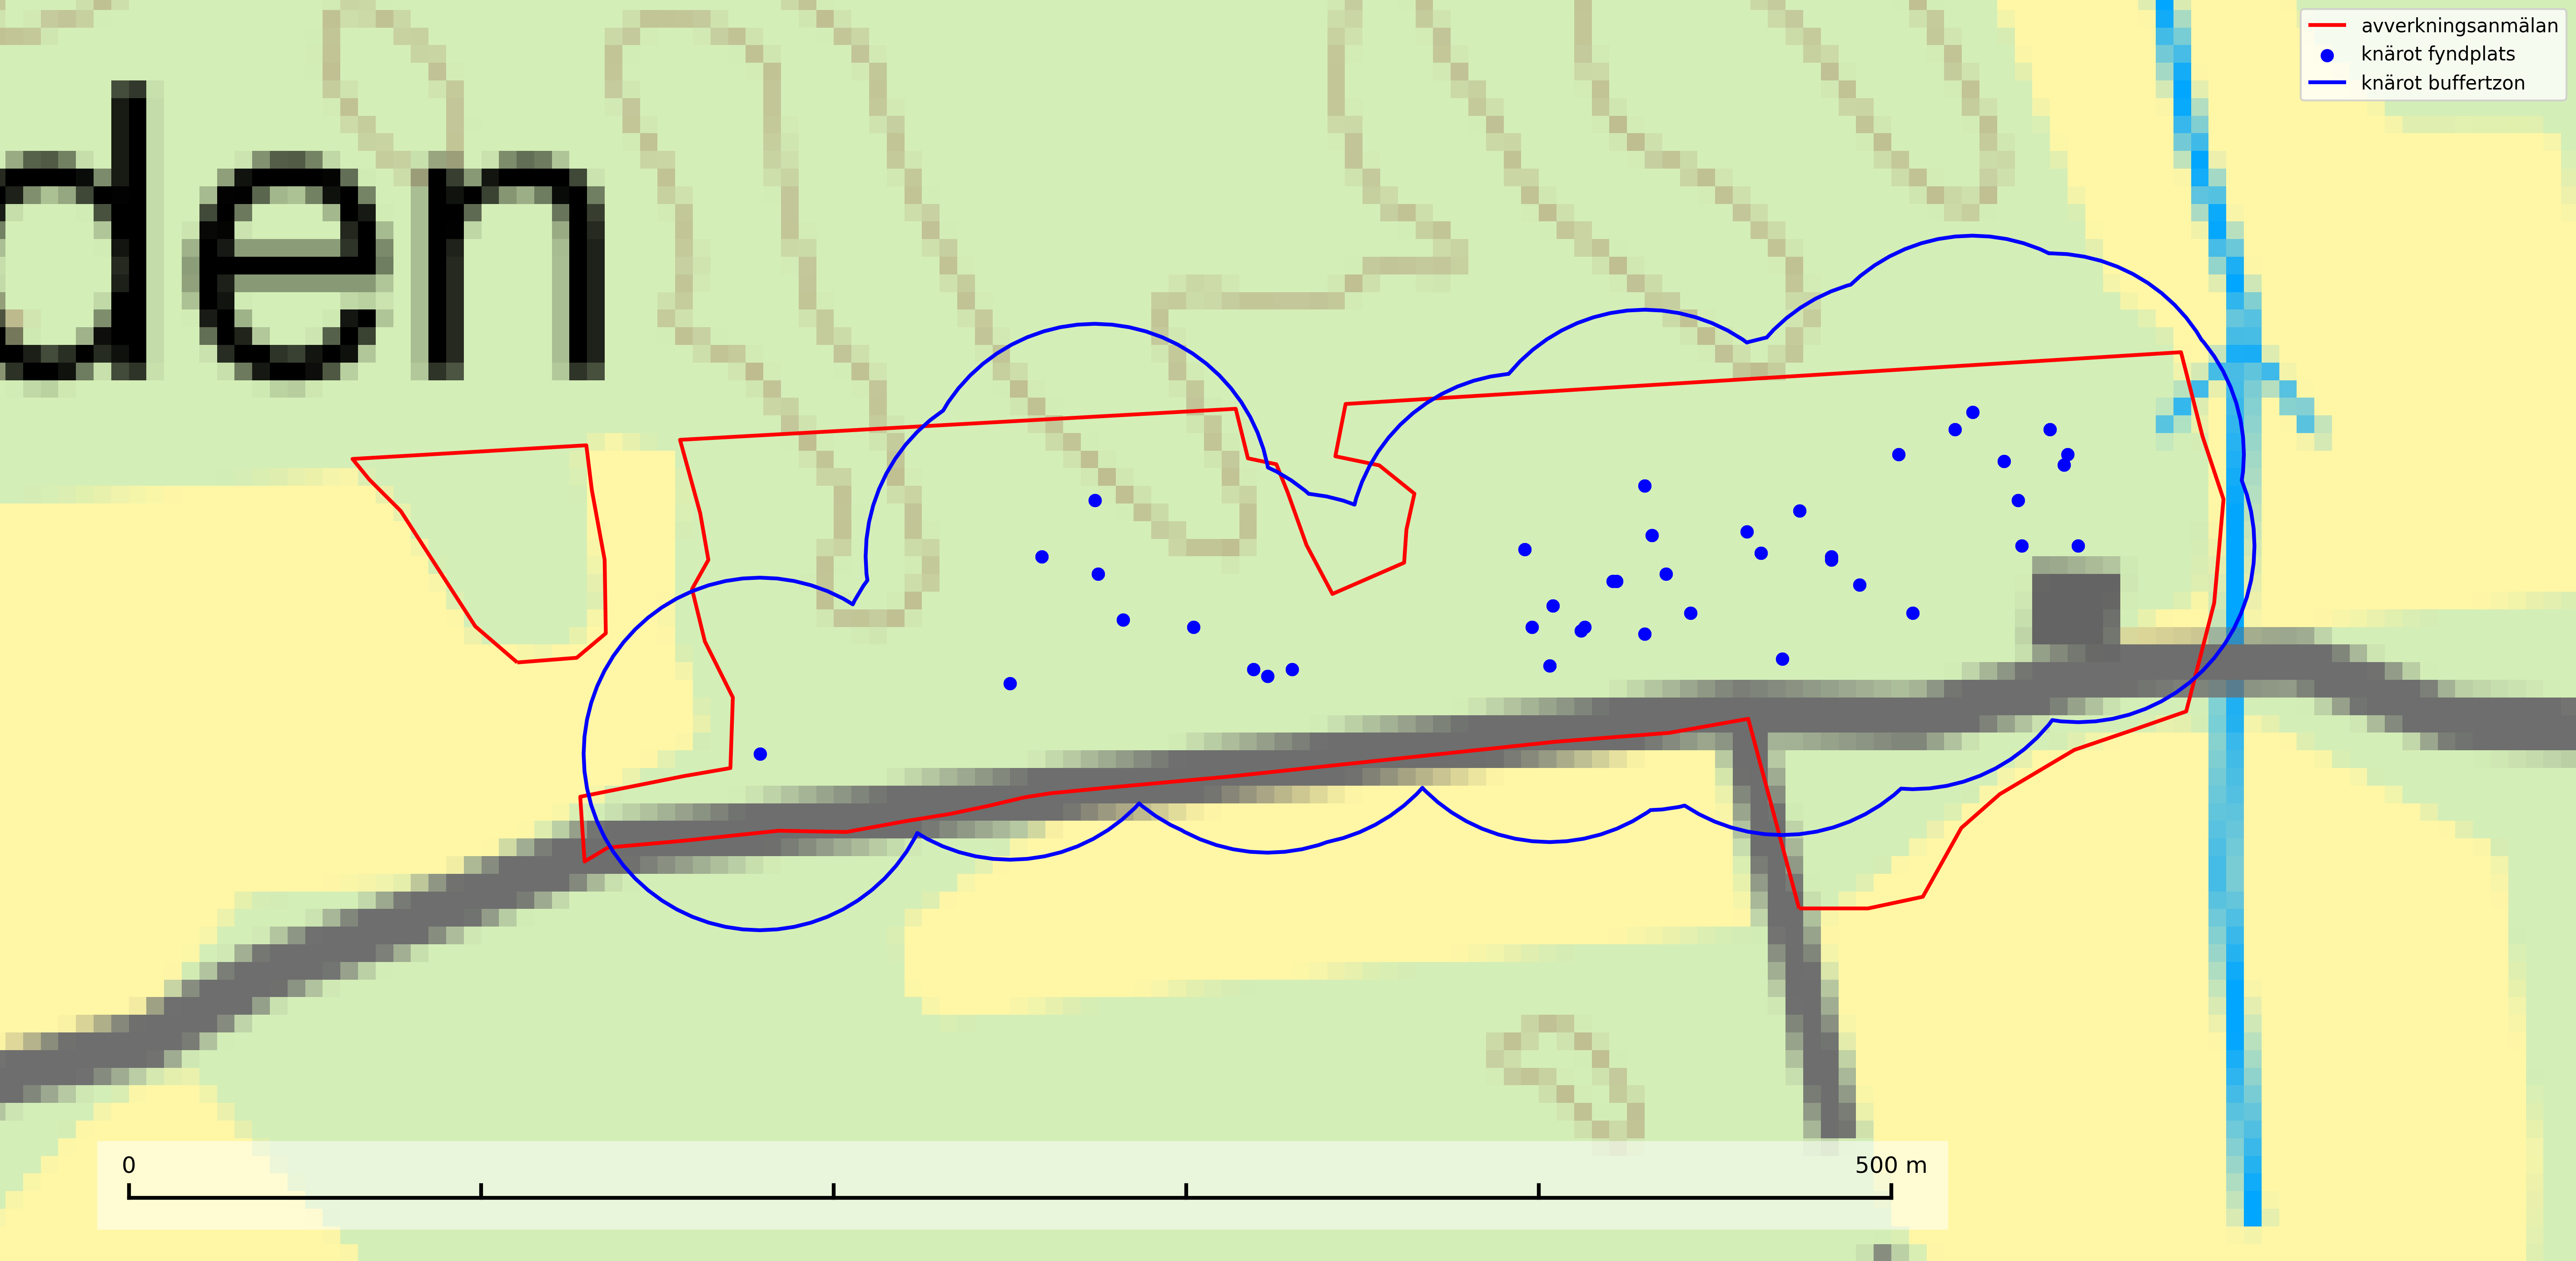 avverkningsanmälan
knärot fyndplats
knärot buffertzon
den
0 500 m